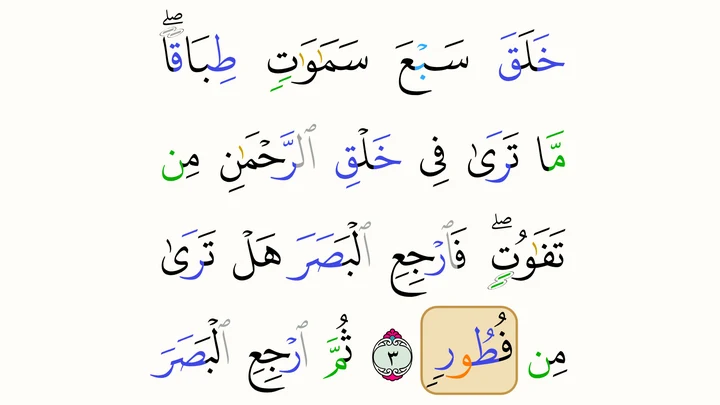 خَلَقَ سَبْعَ سَمَـٰوَٰتٍ طِبَاقًا ۖ
مَّا تَرَىٰ فِى خَلْقِ ٱلرَّحْمَـٰنِ مِن
تَفَـٰوُتٍ ۖ فَٱرْجِعِ ٱلْبَصَرَ هَلْ تَرَىٰ
مِن فُطُورٍ ٣ ثُمَّ ٱرْجِعِ ٱلْبَصَرَ